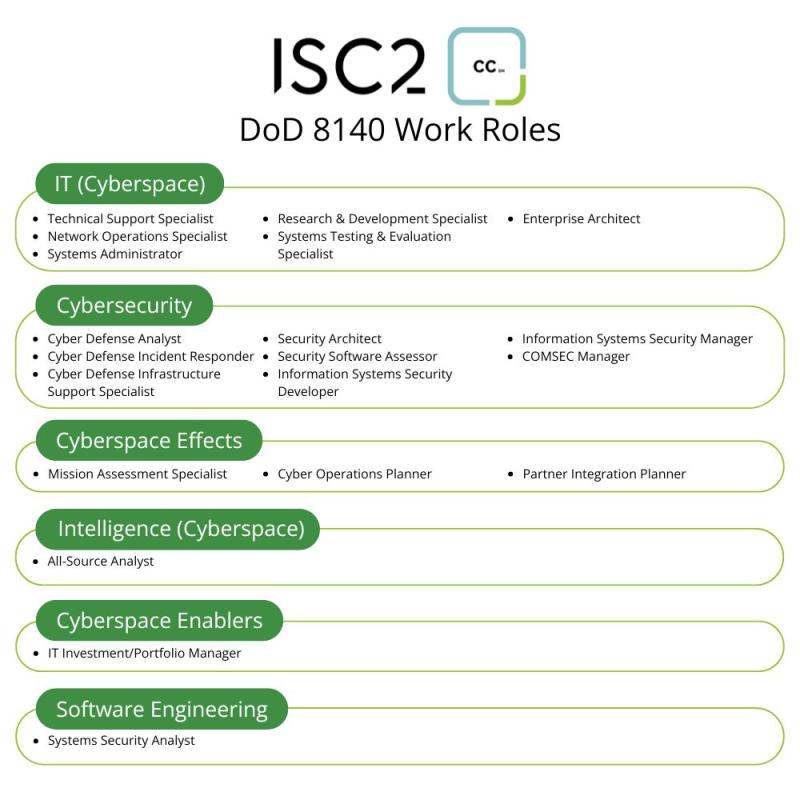 ISC2
CC SM
DoD 8140 Work Roles
IT (Cyberspace)
• Technical Support Specialist
• Network Operations Specialist
• Systems Administrator
• Research & Development Specialist
• Systems Testing & Evaluation
Specialist
• Enterprise Architect
Cybersecurity
• Cyber Defense Analyst
• Cyber Defense Incident Responder
• Cyber Defense Infrastructure
Support Specialist
• Security Architect
• Security Software Assessor
• Information Systems Security
Developer
• Information Systems Security Manager
• COMSEC Manager
Cyberspace Effects
• Mission Assessment Specialist
• Cyber Operations Planner
• Partner Integration Planner
Intelligence (Cyberspace)
• All-Source Analyst
Cyberspace Enablers
• IT Investment/Portfolio Manager
Software Engineering
• Systems Security Analyst